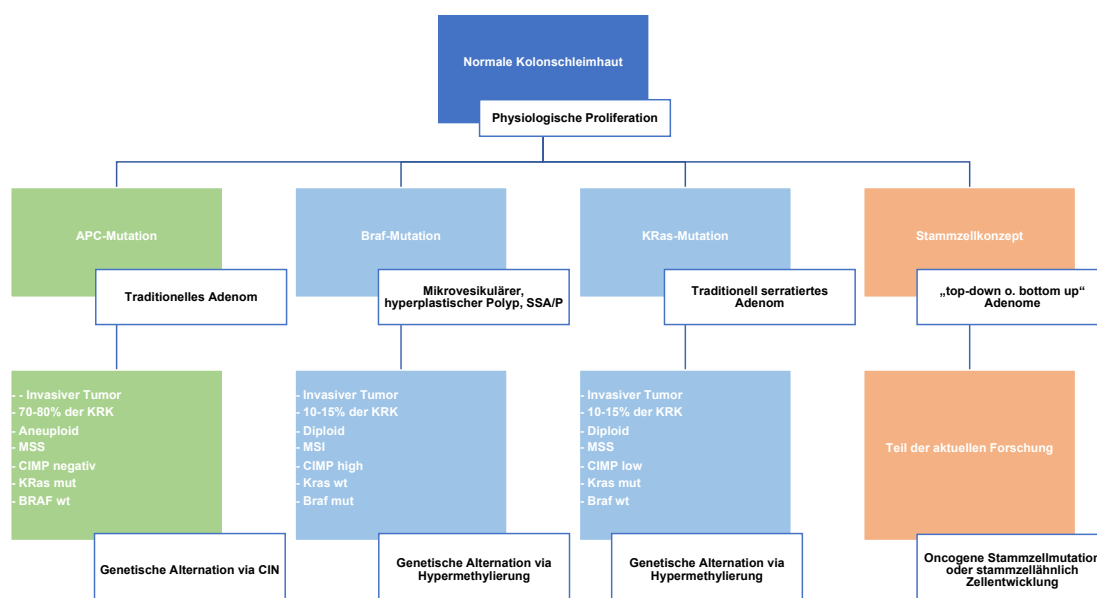 Normale Kolonschleimhaut
Physiologische Proliferation
APC-Mutation
Traditionelles Adenom
Braf-Mutation
Mikrovesikulärer,
hyperplastischer Polyp, SSA/P
KRas-Mutation
Traditionell serratiertes
Adenom
Stammzellkonzept
„top-down o. bottom up“
Adenome
- - Invasiver Tumor
- 70-80% der KRK
- Aneuploid
- MSS
- CIMP negativ
- KRas mut
- BRAF wt
Genetische Alternation via CIN
- Invasiver Tumor
- 10-15% der KRK
- Diploid
- MSI
- CIMP high
- Kras wt
- Braf mut
Genetische Alternation via
Hypermethylierung
- Invasiver Tumor
- 10-15% der KRK
- Diploid
- MSS
- CIMP low
- Kras mut
- Braf wt
Genetische Alternation via
Hypermethylierung
Teil der aktuellen Forschung
Oncogene Stammzellmutation
oder stammzellähnlich
Zellentwicklung